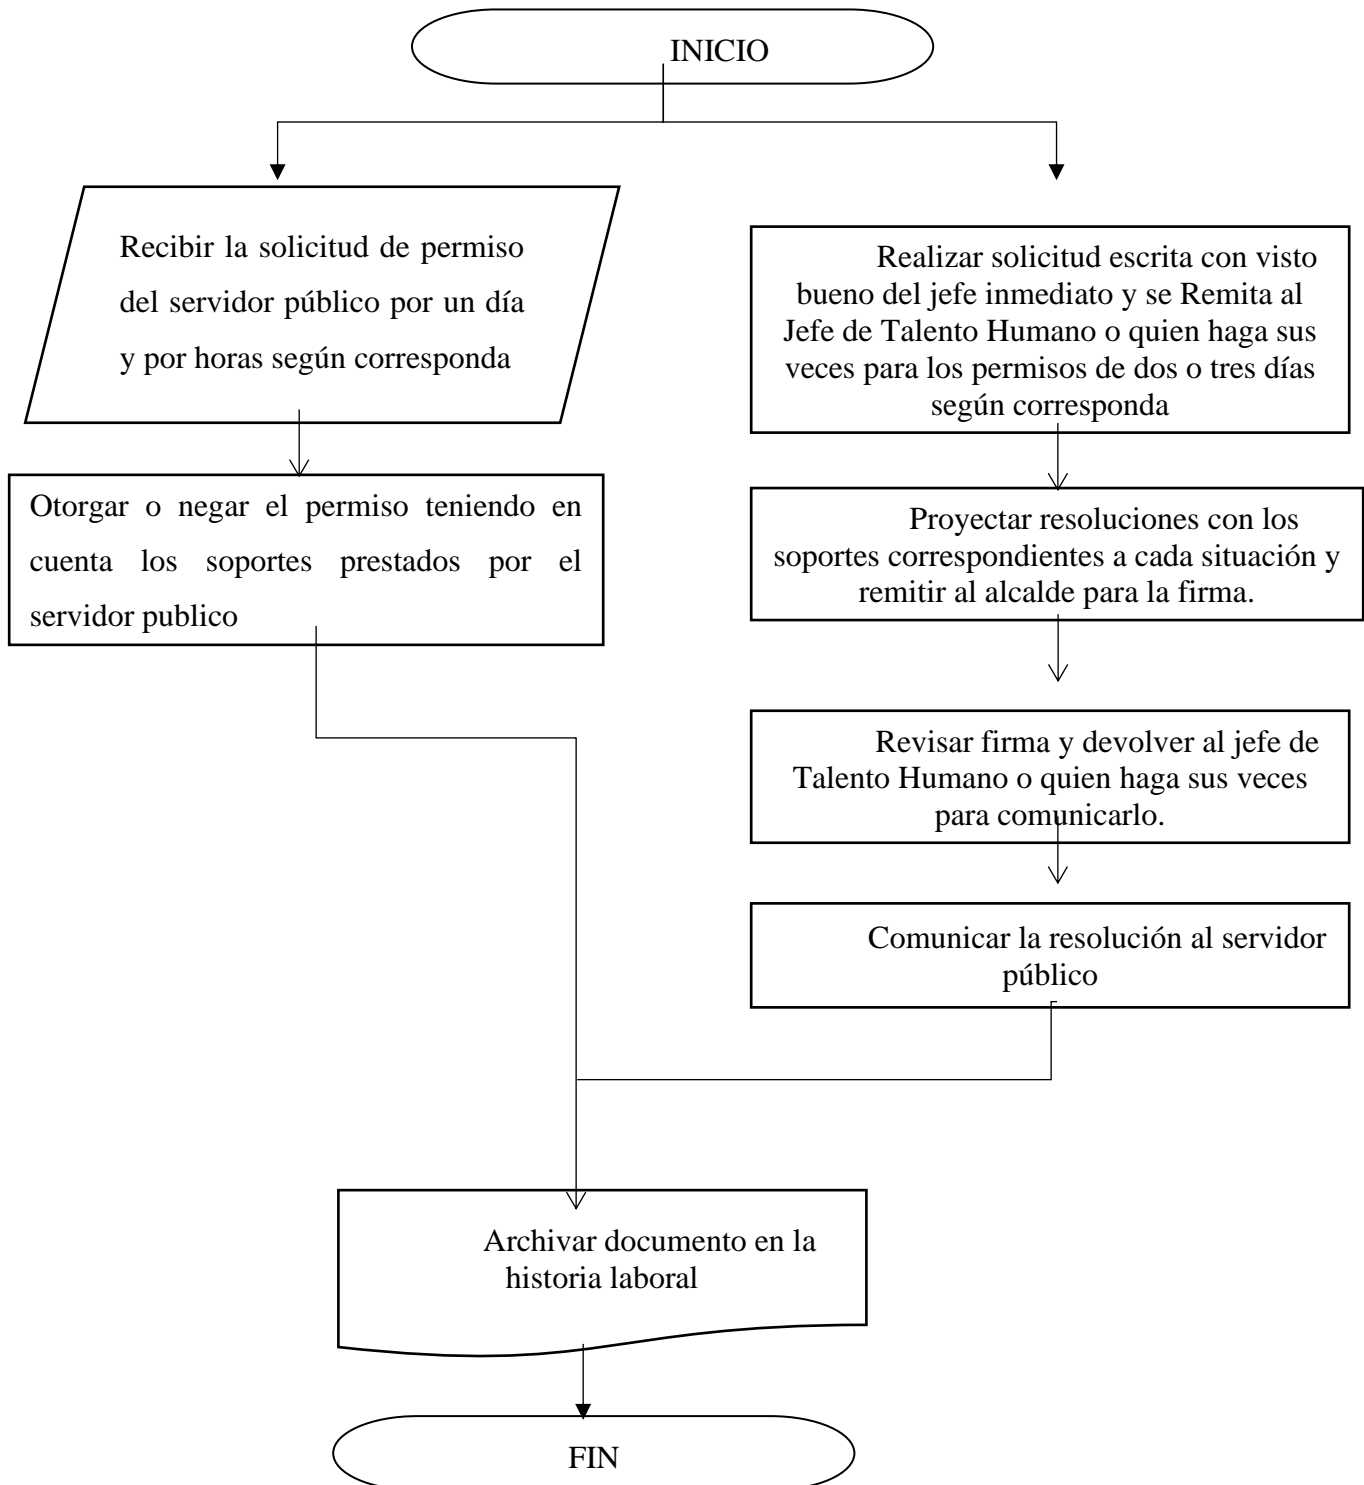 INICIO
Recibir la solicitud de permiso
del servidor público por un día
y por horas según corresponda
Otorgar o negar el permiso teniendo en
cuenta los soportes prestados por el
servidor publico
Realizar solicitud escrita con visto
bueno del jefe inmediato y se Remita al
Jefe de Talento Humano o quien haga sus
veces para los permisos de dos o tres días
según corresponda
Proyectar resoluciones con los
soportes correspondientes a cada situación y
remitir al alcalde para la firma.
Revisar firma y devolver al jefe de
Talento Humano o quien haga sus veces
para comunicarlo.
Comunicar la resolución al servidor
público
Archivar documento en la
historia laboral
FIN